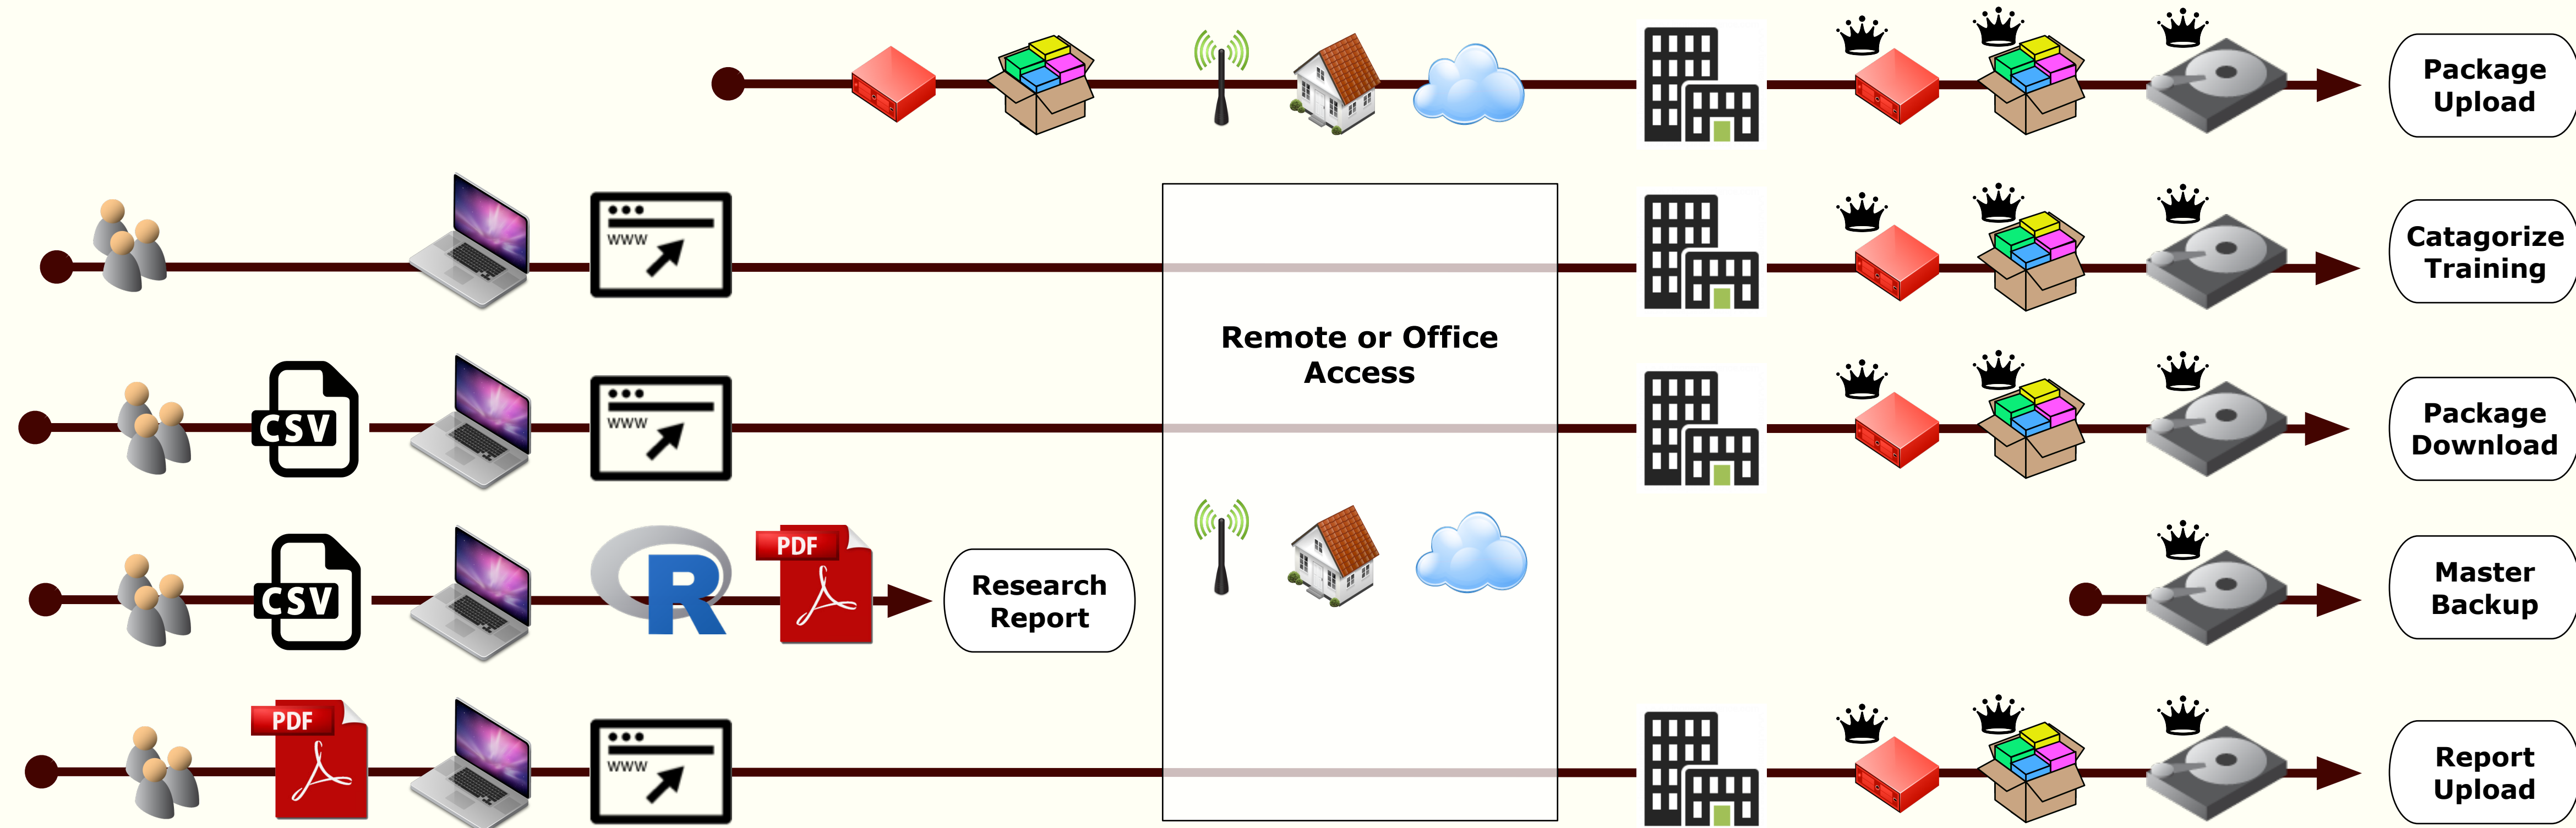 Package
Upload
www
Catagorize
Training
Remote or Office
Access
CSV
www
Package
Download
CSV
R
PDF
Research
Report
Master
Backup
PDF
www
Report
Upload